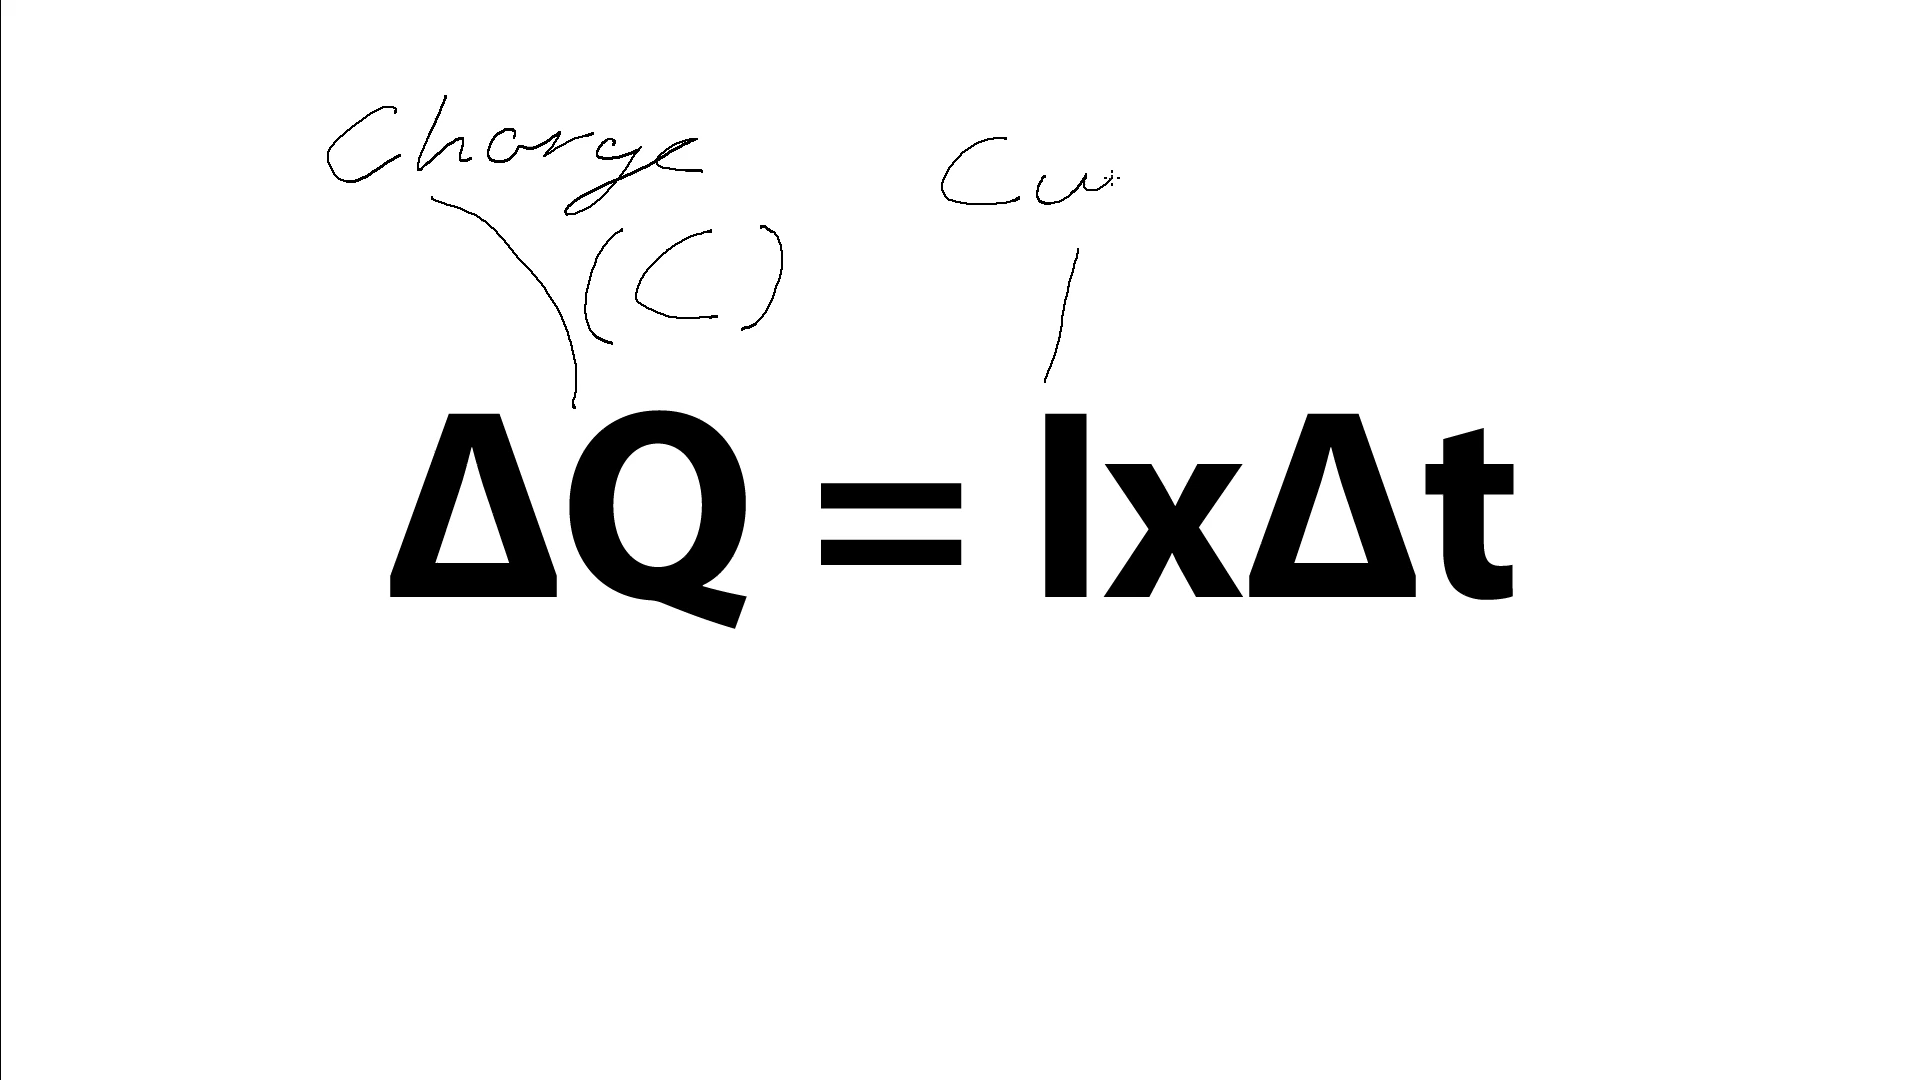 Charge
(C)
Cu
ΔQ = IxΔt